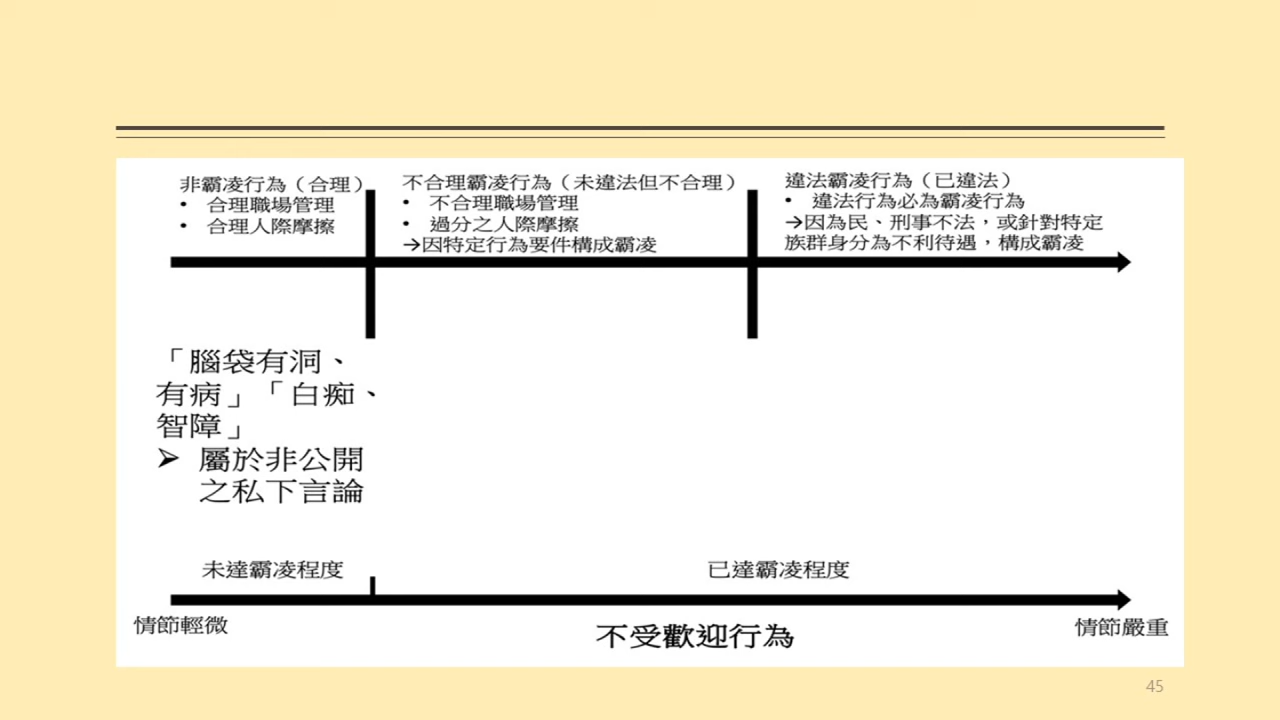 非霸凌行為（合理）
• 合理職場管理
• 合理人際摩擦
不合理霸凌行為（未違法但不合理）
• 不合理職場管理
• 過分之人際摩擦
→因特定行為要件構成霸凌
違法霸凌行為（已違法）
• 違法行為必為霸凌行為
→因為民、刑事不法，或針對特定
族群身分為不利待遇，構成霸凌
「腦袋有洞、
有病」「白痴、
智障」
➢ 屬於非公開
之私下言論
未達霸凌程度
已達霸凌程度
情節輕微
不受歡迎行為
情節嚴重
45